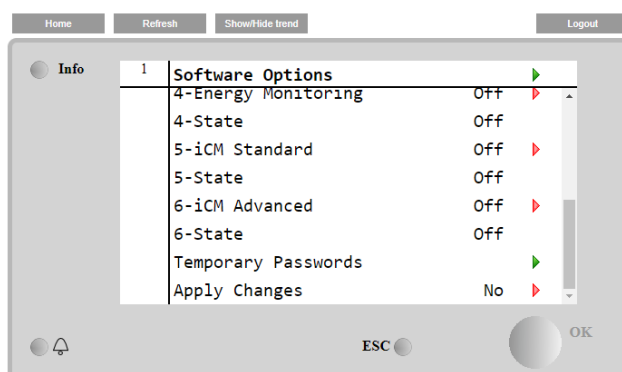 Home Refresh Show/Hide trend Logout
Info 1 Software Options
4-Energy Monitoring Off
4-State Off
5-iCM Standard Off
5-State Off
6-iCM Advanced Off
6-State Off
Temporary Passwords
Apply Changes No
ESC OK